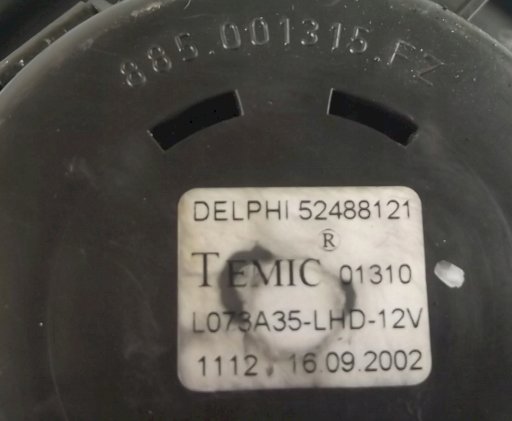 885.001315.FZ
DELPHI 52488121
TEMIC ® 01310
L073A35-LHD-12V
1112 16.09.2002